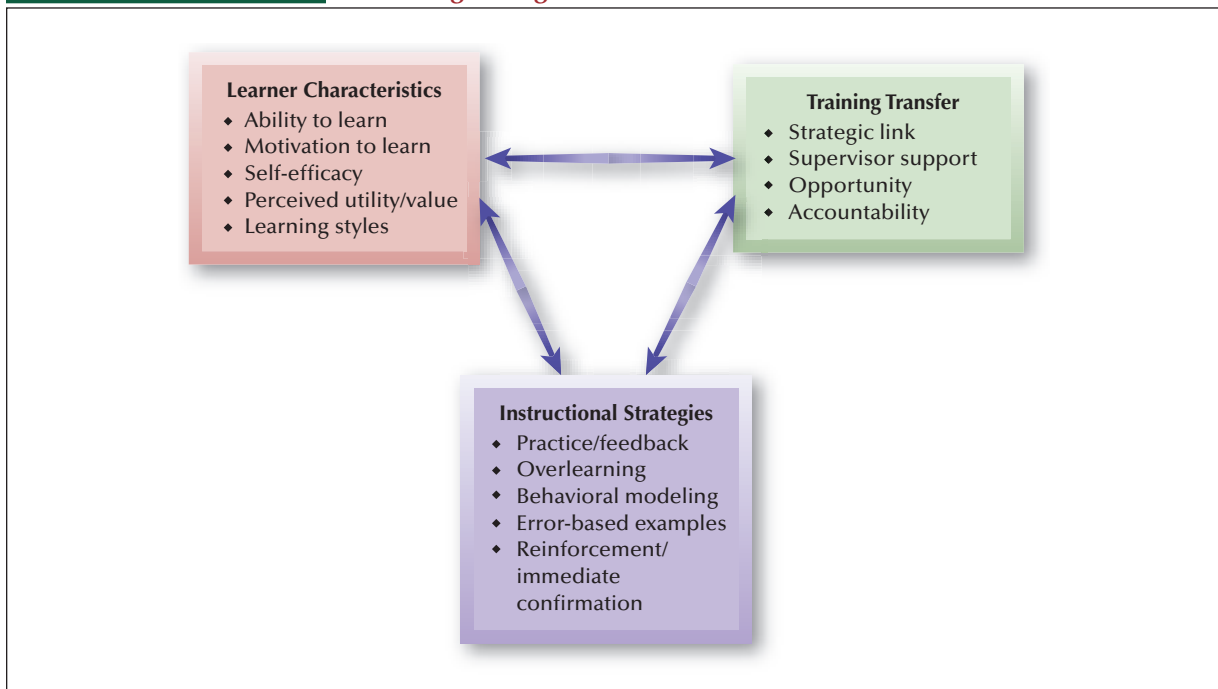 Learner Characteristics
◆ Ability to learn
◆ Motivation to learn
◆ Self-efficacy
◆ Perceived utility/value
◆ Learning styles
Training Transfer
◆ Strategic link
◆ Supervisor support
◆ Opportunity
◆ Accountability
Instructional Strategies
◆ Practice/feedback
◆ Overlearning
◆ Behavioral modeling
◆ Error-based examples
◆ Reinforcement/
immediate
confirmation